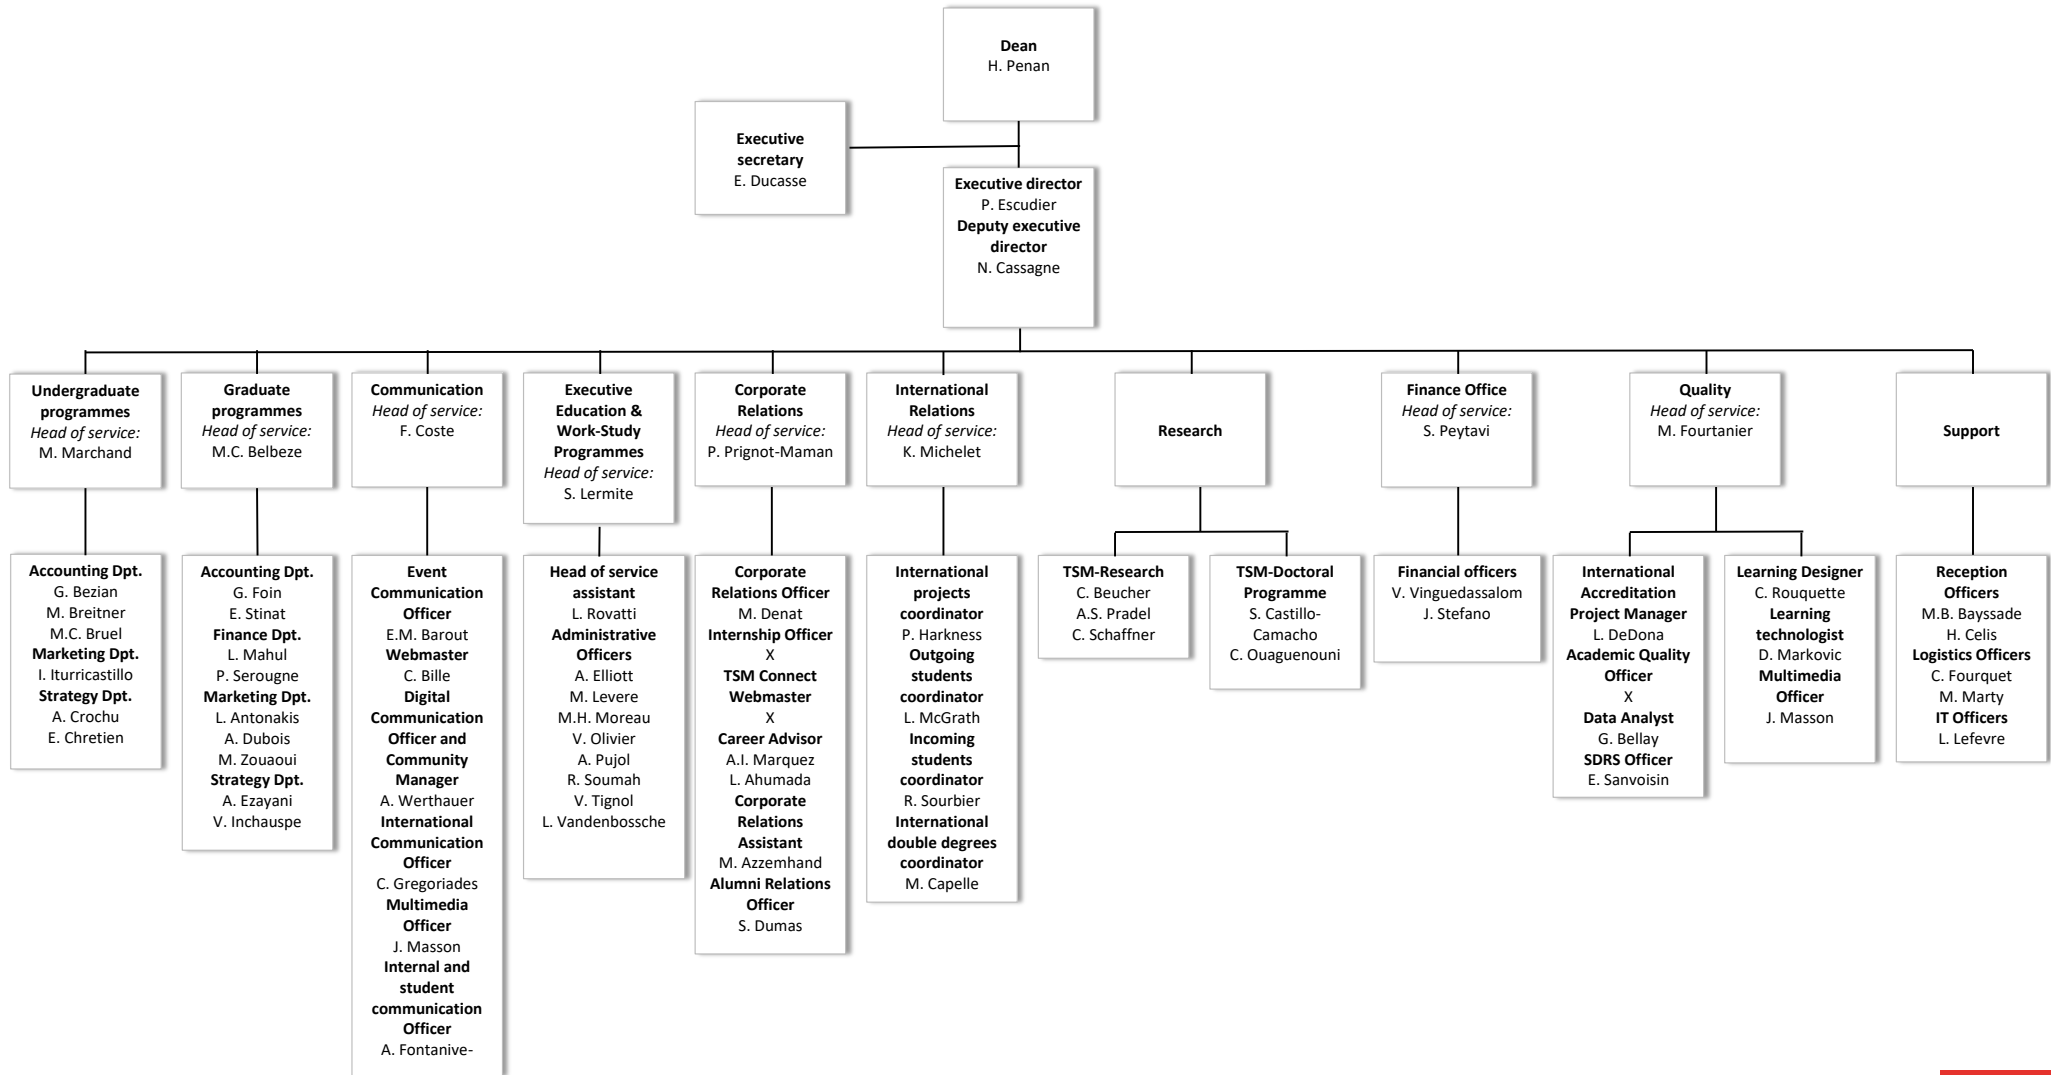 Dean
H. Penan
Executive
secretary
E. Ducasse
Executive director
P. Escudier
Deputy executive
director
N. Cassagne
Undergraduate
programmes
Head of service:
M. Marchand
Graduate
programmes
Head of service:
M.C. Belbeze
Communication
Head of service:
F. Coste
Executive
Education &
Work-Study
Programmes
Head of service:
S. Lermite
Corporate
Relations
Head of service:
P. Prignot-Maman
International
Relations
Head of service:
K. Michelet
Research
Finance Office
Head of service:
S. Peytavi
Quality
Head of service:
M. Fourtanier
Support
Accounting Dpt.
G. Bezian
M. Breitner
M.C. Bruel
Marketing Dpt.
I. Iturricastillo
Strategy Dpt.
A. Crochu
E. Chretien
Accounting Dpt.
G. Foin
E. Stinat
Finance Dpt.
L. Mahul
P. Serougne
Marketing Dpt.
L. Antonakis
A. Dubois
M. Zouaoui
Strategy Dpt.
A. Ezayani
V. Inchauspe
Event
Communication
Officer
E.M. Barout
Webmaster
C. Bille
Digital
Communication
Officer and
Community
Manager
A. Werthauer
International
Communication
Officer
C. Gregoriades
Multimedia
Officer
J. Masson
Internal and
student
communication
Officer
A. Fontanive-
Head of service
assistant
L. Rovatti
Administrative
Officers
A. Elliott
M. Levere
M.H. Moreau
V. Olivier
A. Pujol
R. Soumah
V. Tignol
L. Vandenbossche
Corporate
Relations Officer
M. Denat
Internship Officer
X
TSM Connect
Webmaster
X
Career Advisor
A.I. Marquez
L. Ahumada
Corporate
Relations
Assistant
M. Azzemhand
Alumni Relations
Officer
S. Dumas
International
projects
coordinator
P. Harkness
Outgoing
students
coordinator
L. McGrath
Incoming
students
coordinator
R. Sourbier
International
double degrees
coordinator
M. Capelle
TSM-Research
C. Beucher
A.S. Pradel
C. Schaffner
TSM-Doctoral
Programme
S. Castillo-
Camacho
C. Ouaguenouni
Financial officers
V. Vinguedassalom
J. Stefano
International
Accreditation
Project Manager
L. DeDona
Academic Quality
Officer
X
Data Analyst
G. Bellay
SDRS Officer
E. Sanvoisin
Learning Designer
C. Rouquette
Learning
technologist
D. Markovic
Multimedia
Officer
J. Masson
Reception
Officers
M.B. Bayssade
H. Celis
Logistics Officers
C. Fourquet
M. Marty
IT Officers
L. Lefevre